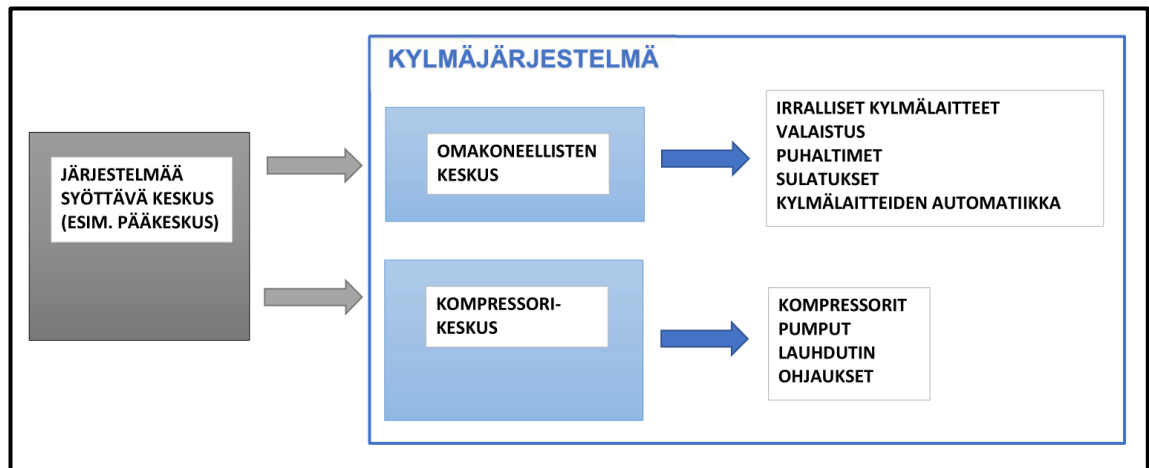 KYLMÄJÄRJESTELMÄ
JÄRJESTELMÄÄ
SYÖTTÄVÄ KESKUS
(ESIM. PÄÄKESKUS)
OMAKONEELLISTEN
KESKUS
IRRALLISET KYLMÄLAITTEET
VALAISTUS
PUHALTIMET
SULATUKSET
KYLMÄLAITTEIDEN AUTOMATIIKKA
KOMPRESSORI-
KESKUS
KOMPRESSORIT
PUMPUT
LAUHDUTIN
OHJAUKSET